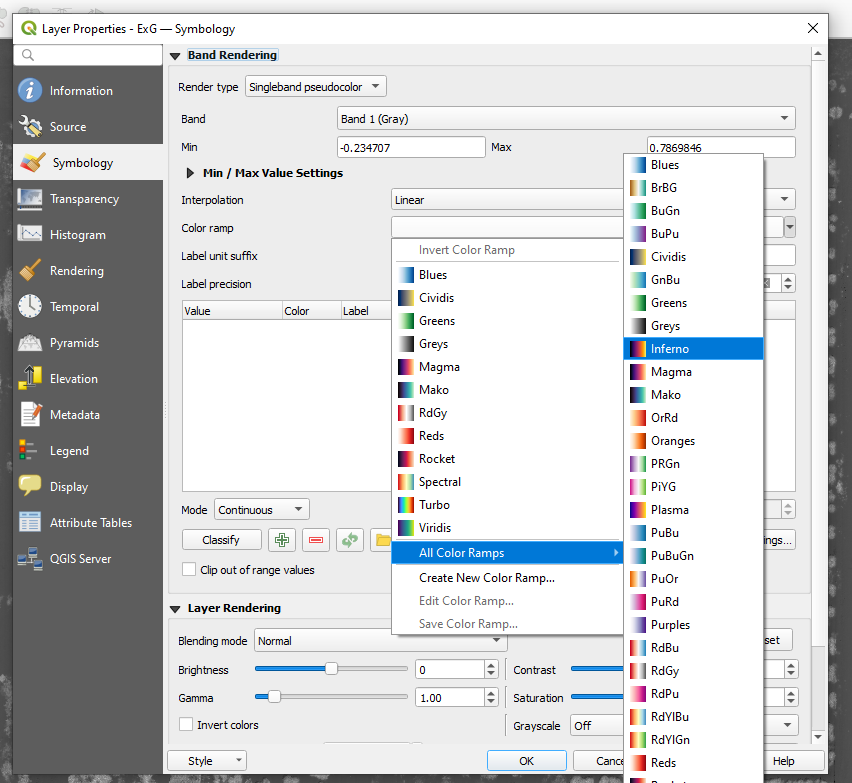 Layer Properties - ExG — Symbology
Information
Source
Symbology
Transparency
Histogram
Rendering
Temporal
Pyramids
Elevation
Metadata
Legend
Display
Attribute Tables
QGIS Server
Band Rendering
Render type Singleband pseudocolor
Band Band 1 (Gray)
Min -0.234707 Max 0.7869846
Min / Max Value Settings
Interpolation Linear
Color ramp
Label unit suffix
Label precision
Value Color Label
Mode Continuous
Classify
Clip out of range values
Layer Rendering
Blending mode Normal
Brightness 0 Contrast
Gamma 1.00 Saturation
Invert colors Grayscale Off
Style OK Help
Invert Color Ramp
Blues
Cividis
Greens
Greys
Magma
Mako
RdGy
Reds
Rocket
Spectral
Turbo
Viridis
All Color Ramps
Create New Color Ramp...
Edit Color Ramp...
Save Color Ramp...
Blues
BrBG
BuGn
BuPu
Cividis
GnBu
Greens
Greys
Inferno
Magma
Mako
OrRd
Oranges
PRGn
PiYG
Plasma
PuBu
PuBuGn
PuOr
PuRd
Purples
RdBu
RdGy
RdPu
RdYlBu
RdYlGn
Reds